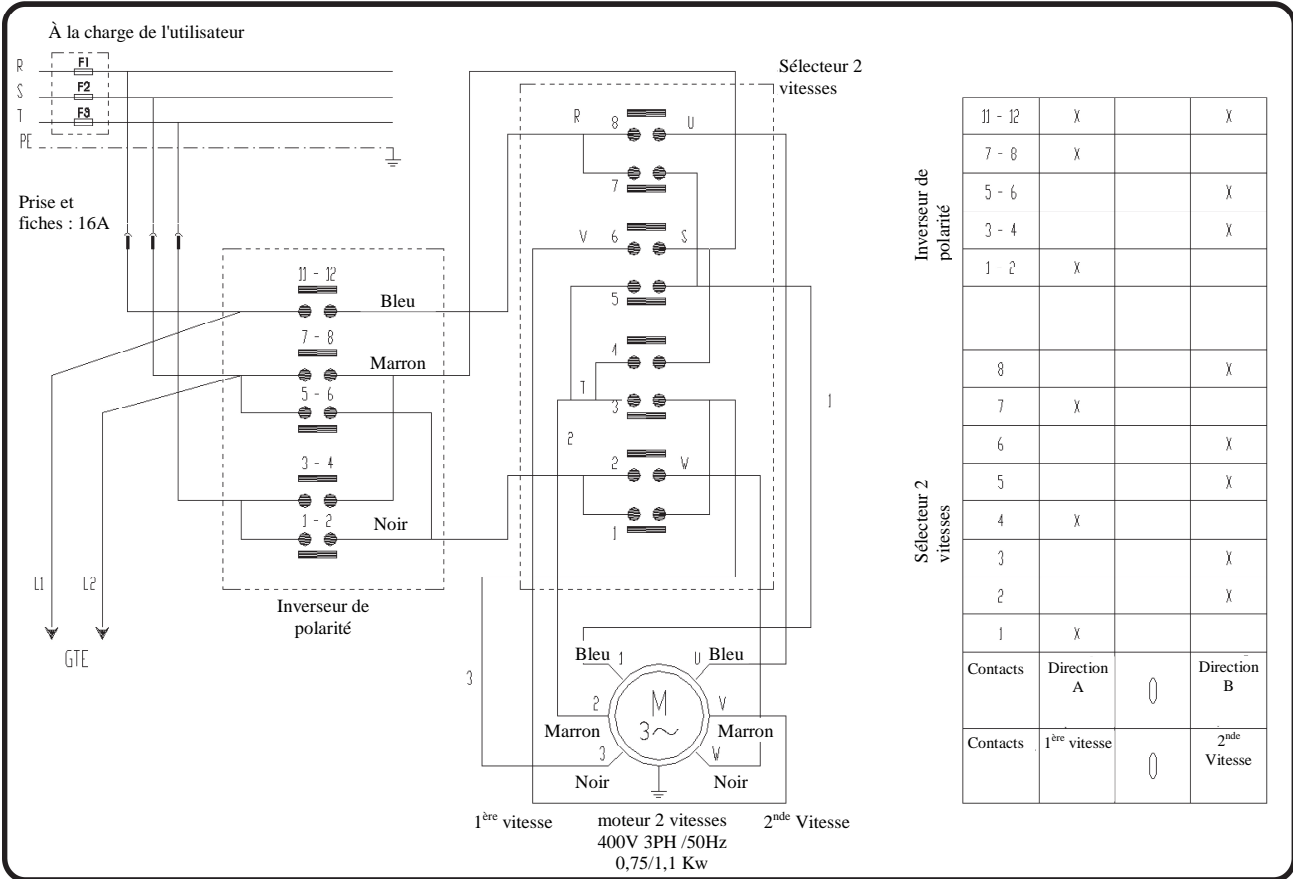 À la charge de l'utilisateur
R
F1
S
F2
T
F3
PE
Prise et
fiches : 16A
11 - 12
Bleu
7 - 8
Marron
5 - 6
3 - 4
1 - 2
Noir
Inverseur de
polarité
L1
L2
GTE
Sélecteur 2
vitesses
R
8
U
7
V
6
S
5
4
T
3
2
2
W
1
1
3
Bleu
1
U
Bleu
2
M
3~
V
Marron
Marron
3
W
Noir
Noir
1ère vitesse
moteur 2 vitesses
400V 3PH /50Hz
0,75/1,1 Kw
2nde Vitesse
Inverseur de
polarité
Sélecteur 2
vitesses
11 - 12 X X
7 - 8 X
5 - 6 X
3 - 4 X
1 - 2 X
8 X
7 X
6 X
5 X
4 X
3 X
2 X
1 X
Contacts Direction A 0 Direction B
Contacts 1ère vitesse 0 2nde Vitesse